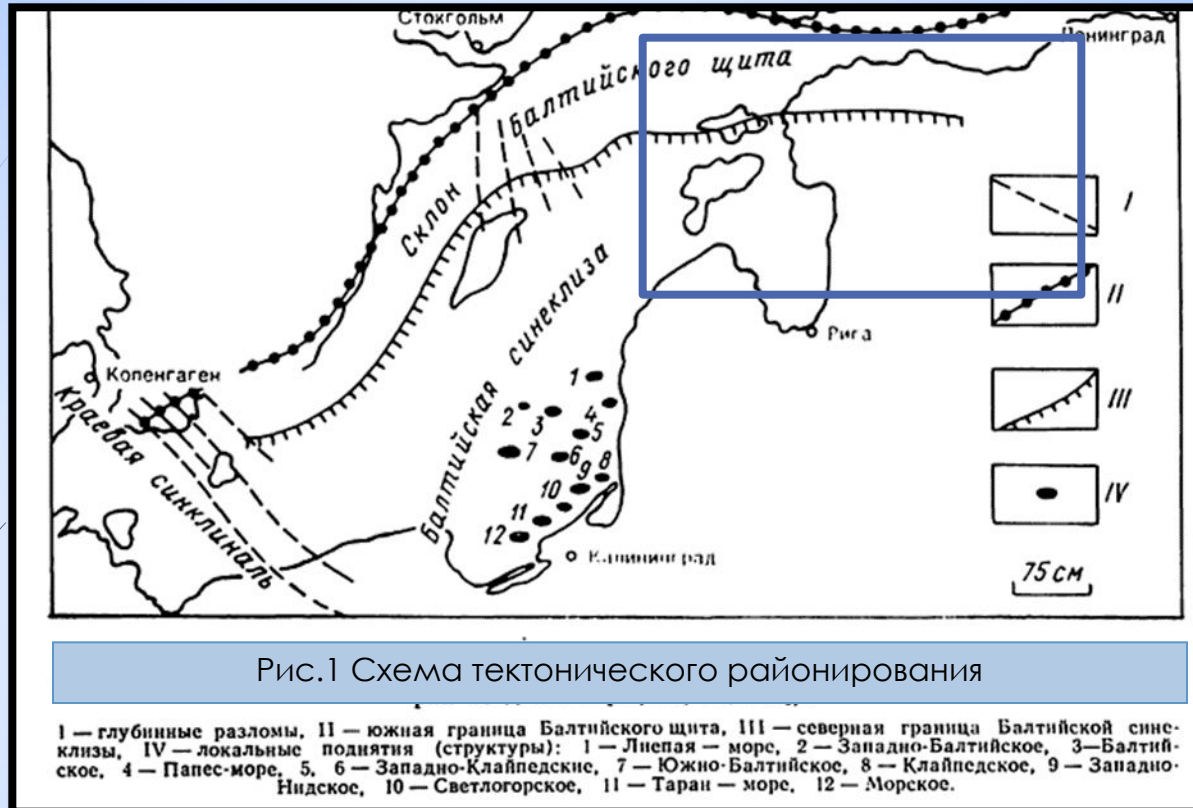 Стокгольм
Ленинград
Балтийского щита
Склон
I
II
Балтийская синеклиза
Рига
Копенгаген
Краевая синклиналь
1
2
3
4
5
6
7
8
9
10
11
12
III
IV
Калининград
75 см
Рис.1 Схема тектонического районирования
I — глубинные разломы, II — южная граница Балтийского щита, III — северная граница Балтийской сине-
клизы, IV — локальные поднятия (структуры): 1 — Лиепая — море, 2 — Западно-Балтийское, 3—Балтий-
ское, 4 — Папес-море, 5, 6 — Западно-Клайпедские, 7 — Южно-Балтийское, 8 — Клайпедское, 9 — Западно-
Нидское, 10 — Светлогорское, 11 — Таран — море, 12 — Морское.